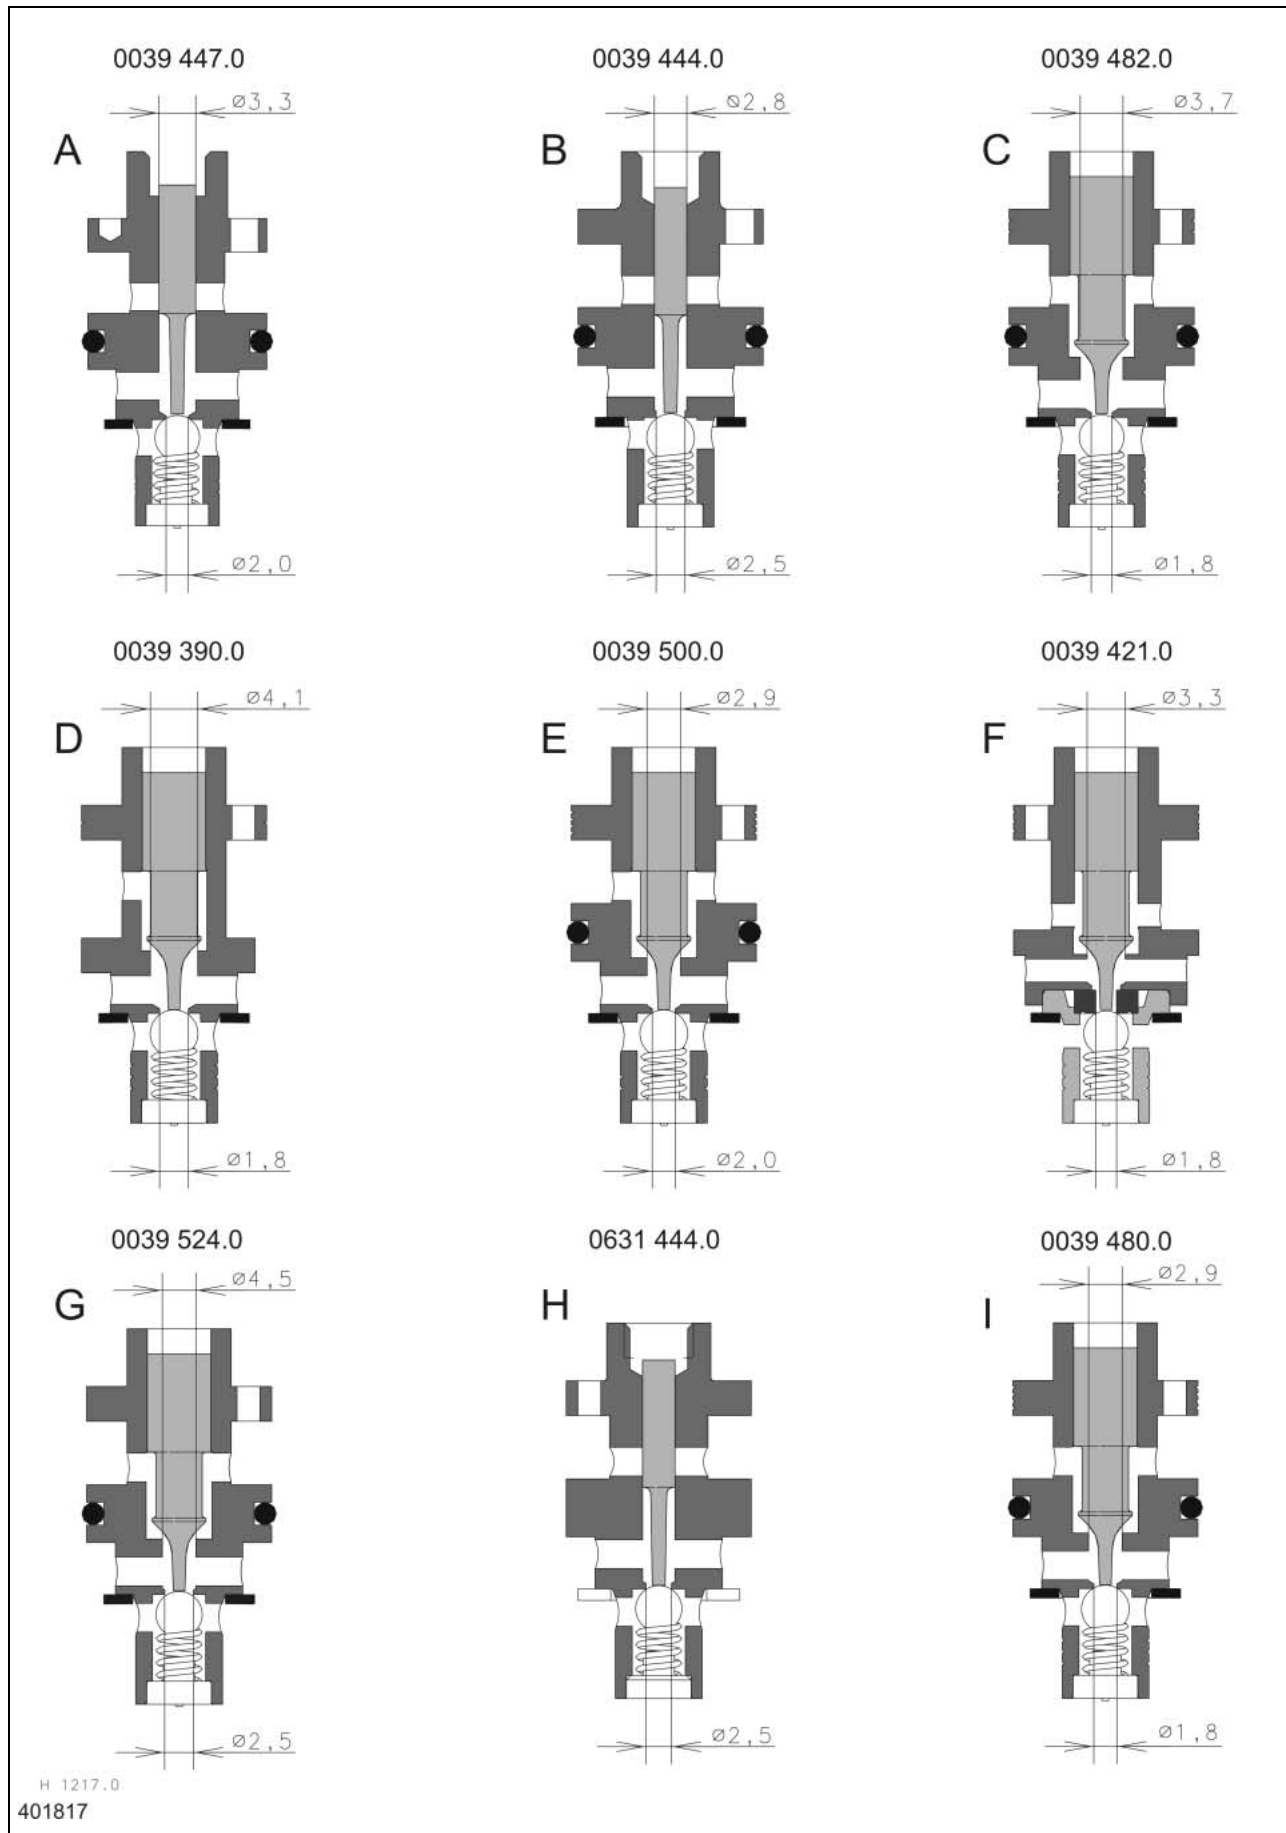 0039 447.0 0039 444.0 0039 482.0
ø3,3 ø2,8 ø3,7
A B C
ø2,0 ø2,5 ø1,8
0039 390.0 0039 500.0 0039 421.0
ø4,1 ø2,9 ø3,3
D E F
ø1,8 ø2,0 ø1,8
0039 524.0 0631 444.0 0039 480.0
ø4,5 ø2,9
G H I
ø2,5 ø2,5 ø1,8
H 1217.0
401817